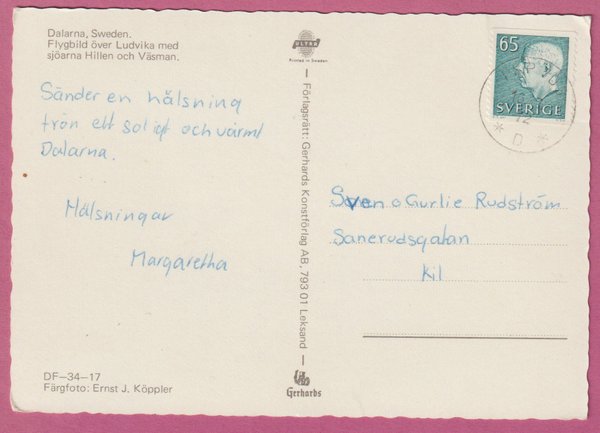 Dalarna, Sweden.
Flygbild över Ludvika med
sjöarna Hillen och Väsman.
Sänder en hälsning
från ett soligt och varmt
Dalarna.
Hälsningar
Margaretha
DF-34-17
Färgfoto: Ernst J. Köppler
ULTRA
Printed in Sweden
Förlagsrätt: Gerhards Konstförlag AB, 793 01 Leksand
Gerhards
65
SVERIGE
72
* D *
Sven o Gurlie Rudström
Sanerudsgatan
Kil